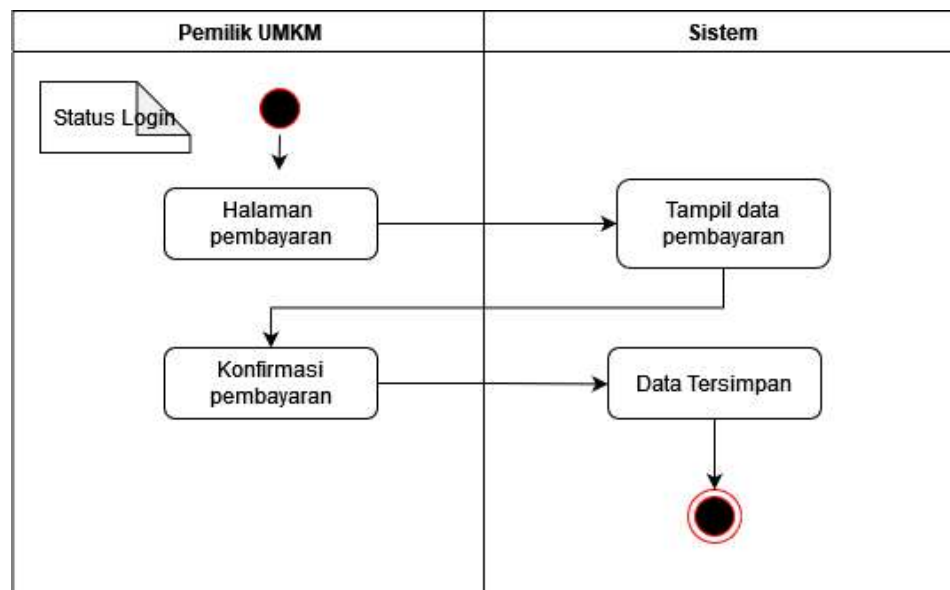 Pemilik UMKM
Sistem
Status Login
Halaman
pembayaran
Tampil data
pembayaran
Konfirmasi
pembayaran
Data Tersimpan